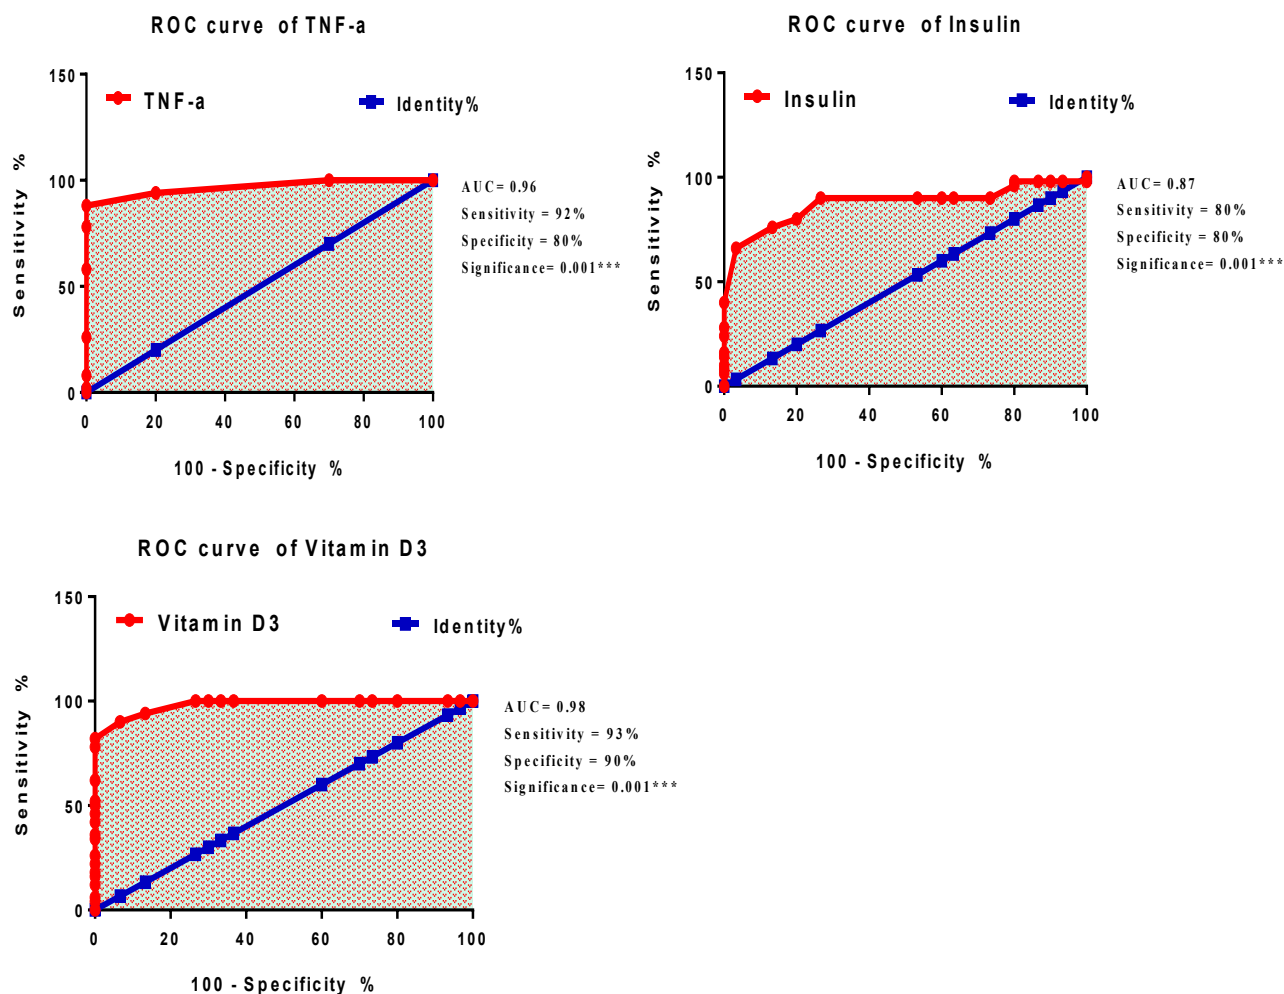 ROC curve of TNF-a
150
TNF-a
Identity%
100
50
0
Sensitivity %
AUC= 0.96
Sensitivity = 92%
Specificity = 80%
Significance= 0.001***
0 20 40 60 80 100
100 - Specificity %
ROC curve of Insulin
150
Insulin
Identity%
100
50
0
Sensitivity %
AUC= 0.87
Sensitivity = 80%
Specificity = 80%
Significance= 0.001***
0 20 40 60 80 100
100 - Specificity %
ROC curve of Vitamin D3
150
Vitamin D3
Identity%
100
50
0
Sensitivity %
AUC= 0.98
Sensitivity = 93%
Specificity = 90%
Significance= 0.001***
0 20 40 60 80 100
100 - Specificity %